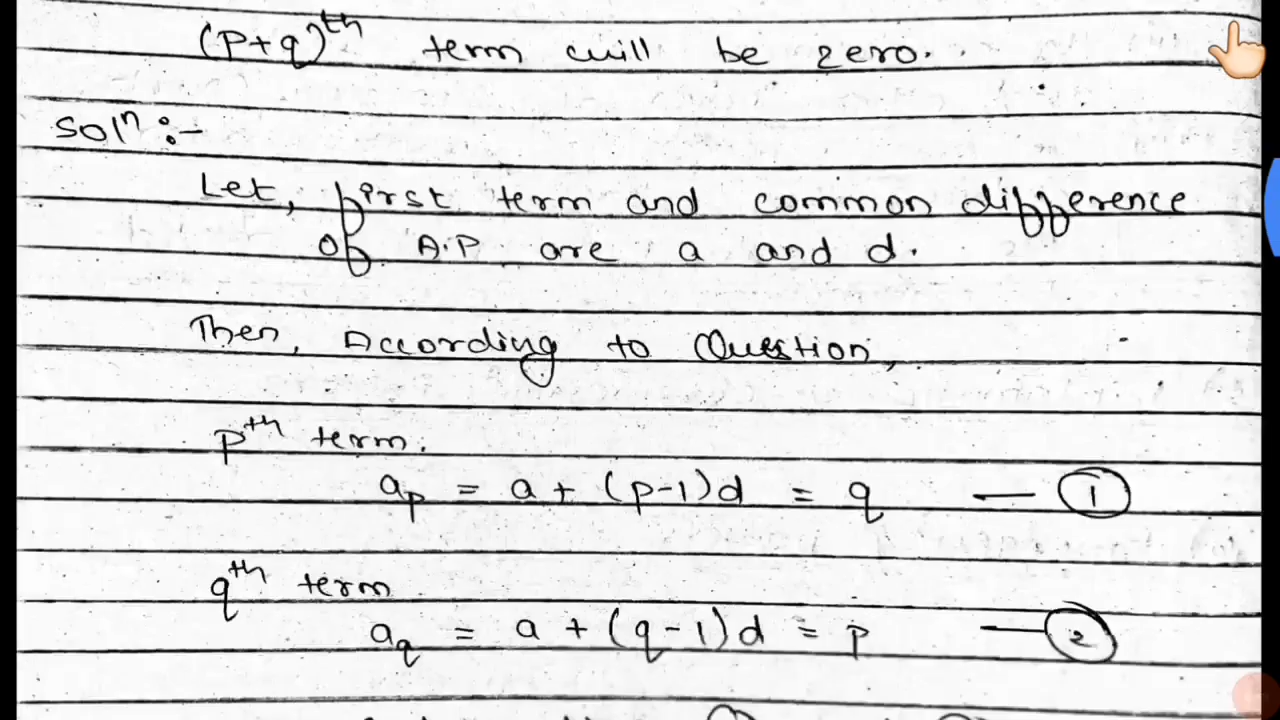 (p+q)th term will be zero.
Soln :-
Let, first term and common difference
of A.P are a and d.
Then, According to Question,
pth term.
ap = a + (p-1)d = q — 1
qth term
aq = a + (q-1)d = p — 2